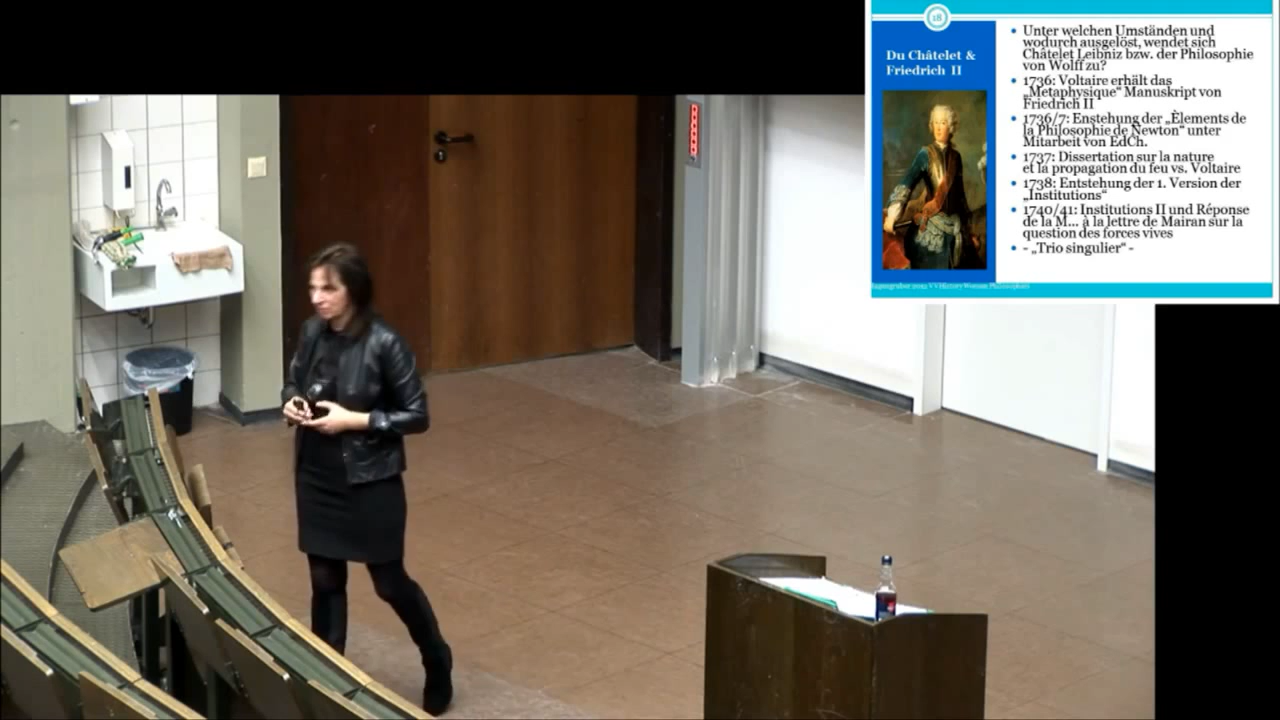 18
Du Châtelet &
Friedrich II
Unter welchen Umständen und
wodurch ausgelöst, wendet sich
Châtelet Leibniz bzw. der Philosophie
von Wolff zu?
1736: Voltaire erhält das
„Metaphysique“ Manuskript von
Friedrich II
1736/7: Enstehung der „Èlements de
la Philosophie de Newton“ unter
Mitarbeit von EdCh.
1737: Dissertation sur la nature
et la propagation du feu vs. Voltaire
1738: Entstehung der 1. Version der
„Institutions“
1740/41: Institutions II und Réponse
de la M... à la lettre de Mairan sur la
question des forces vives
- „Trio singulier“ -